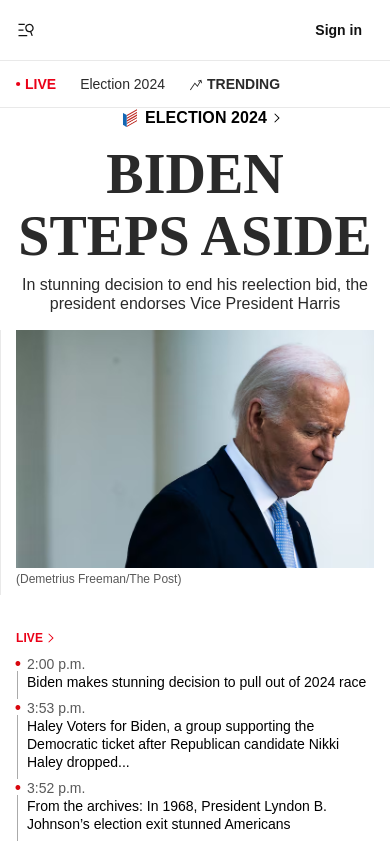 Sign in
LIVE
Election 2024
TRENDING
ELECTION 2024
BIDEN
STEPS ASIDE
In stunning decision to end his reelection bid, the
president endorses Vice President Harris
(Demetrius Freeman/The Post)
LIVE
2:00 p.m.
Biden makes stunning decision to pull out of 2024 race
3:53 p.m.
Haley Voters for Biden, a group supporting the
Democratic ticket after Republican candidate Nikki
Haley dropped...
3:52 p.m.
From the archives: In 1968, President Lyndon B.
Johnson’s election exit stunned Americans